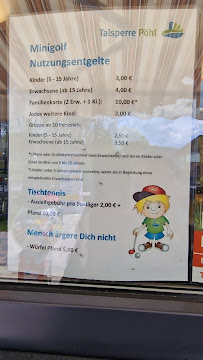 Talsperre Pöhl
Minigolf
Nutzungsentgelte
Kinder (5 - 15 Jahre) 3,00 €
Erwachsene (ab 15 Jahre) 4,00 €
Familienkarte (2 Erw. + 1 Ki.): 10,00 €*
Jedes weitere Kind: 2,00 €
Gruppe ab 10 Personen:
Kinder (5 - 15 Jahre) 2,50 €
Erwachsene (ab 15 Jahre) 3,50 €
Tischtennis
- Ausleihgebühr pro Schläger 2,00 € +
Pfand 10,00 €
Mensch ärgere Dich nicht
- Würfel Pfand 5,00 €